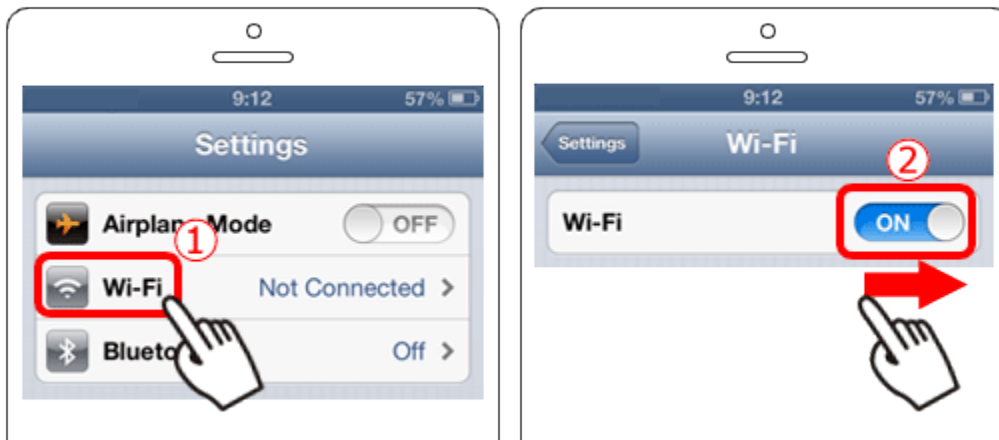 9:12 57%
Settings
Airplane Mode OFF
①
Wi-Fi Not Connected
Off
9:12 57%
Settings Wi-Fi
②
Wi-Fi ON